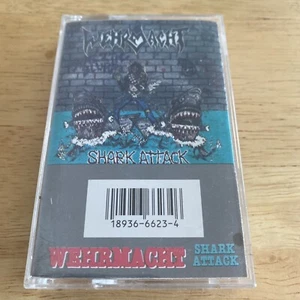 WEHRMACHT
SHARK ATTACK
18936-6623-4
WEHRMACHT
SHARK
ATTACK